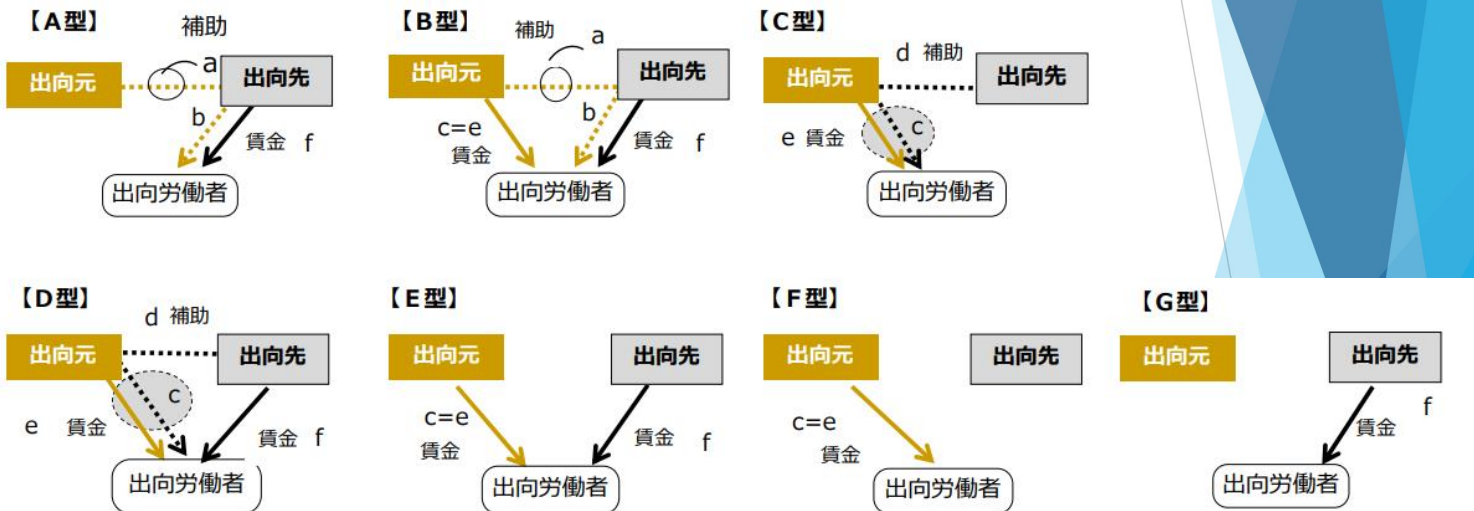 【A型】
補助
a
出向元
出向先
b
賃金 f
出向労働者
【B型】
補助
a
出向元
出向先
c=e
賃金
b
賃金 f
出向労働者
【C型】
d 補助
出向元
出向先
e 賃金
c
出向労働者
【D型】
d 補助
出向元
出向先
c
e 賃金
賃金 f
出向労働者
【E型】
出向元
出向先
c=e
賃金
賃金 f
出向労働者
【F型】
出向元
出向先
c=e
賃金
出向労働者
【G型】
出向元
出向先
f
賃金
出向労働者